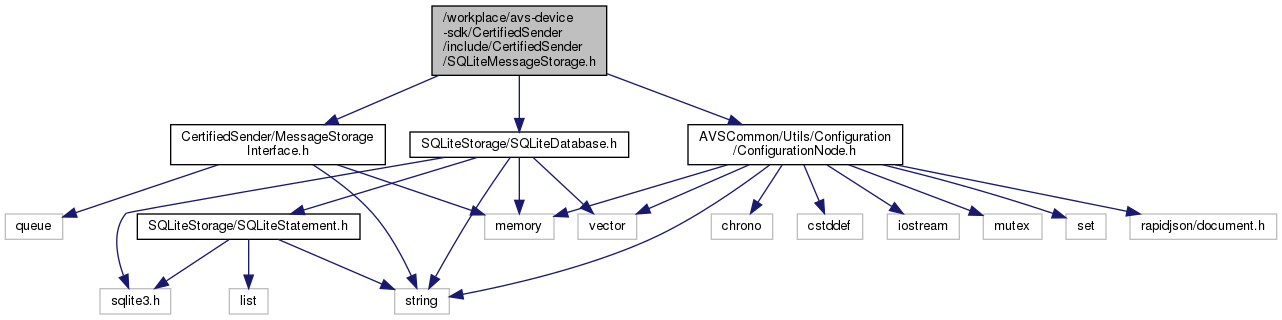 /workplace/avs-device
-sdk/CertifiedSender
/include/CertifiedSender
/SQLiteMessageStorage.h
CertifiedSender/MessageStorage
Interface.h
SQLiteStorage/SQLiteDatabase.h
AVSCommon/Utils/Configuration
/ConfigurationNode.h
queue
SQLiteStorage/SQLiteStatement.h
memory
vector
chrono
cstddef
iostream
mutex
set
rapidjson/document.h
sqlite3.h
list
string